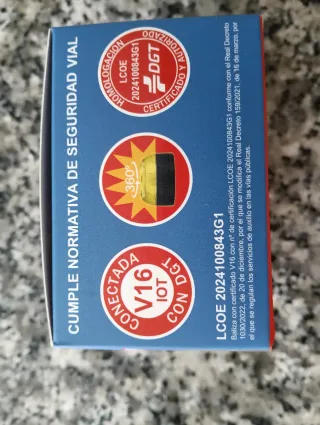 CUMPLE NORMATIVA DE SEGURIDAD VIAL
CONECTADA
V16
IOT
CON DGT
360°
HOMOLOGACIÓN
LCOE
2024100843G1
DGT
CERTIFICADO Y AUTORIZADO
LCOE 2024100843G1
Baliza con certificado V16 con nº de certificación LCOE 2024100843G1 conforme con el Real Decreto
1030/2022, de 20 de diciembre, por el que se modifica el Real Decreto 159/2021, de 16 de marzo, por
el que se regulan los servicios de auxilio en las vías públicas.